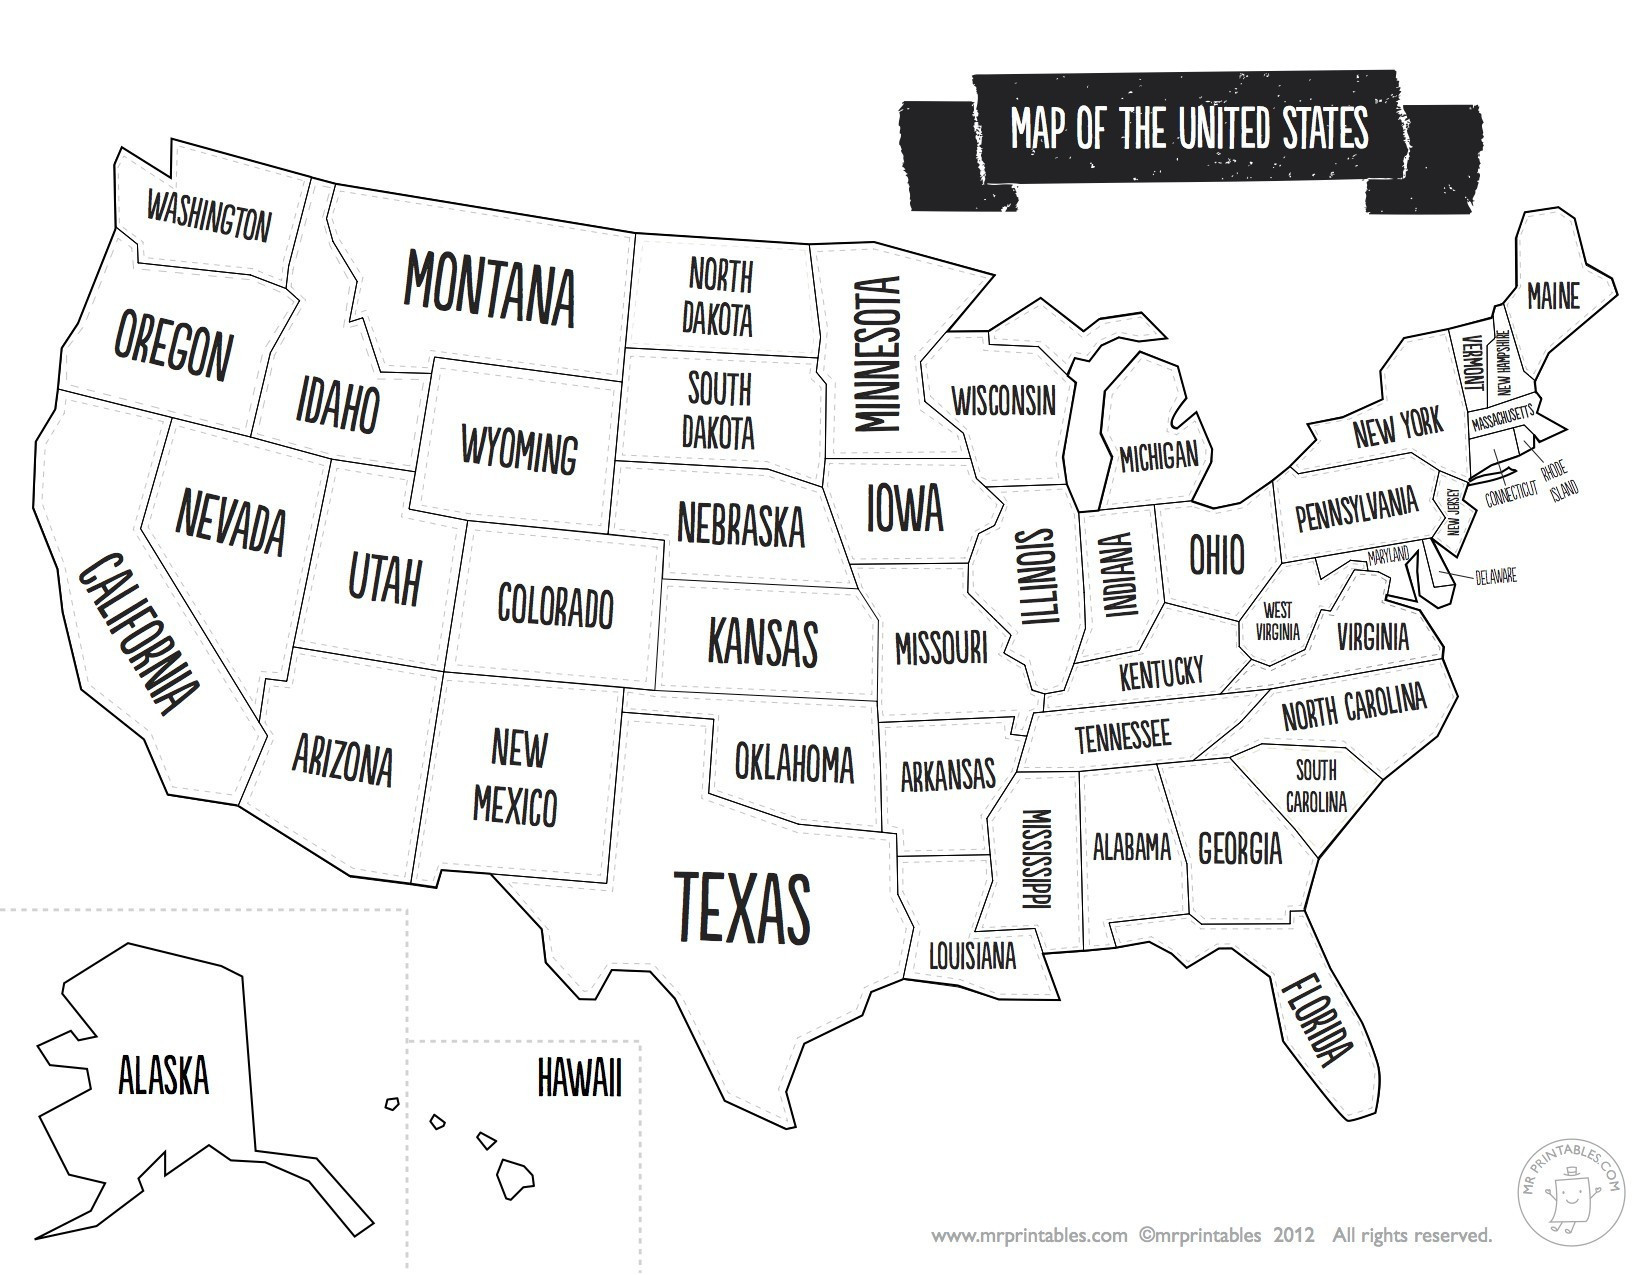 MAP OF THE UNITED STATES
WASHINGTON
MONTANA
NORTH
DAKOTA
MINNESOTA
MAINE
OREGON
IDAHO
WYOMING
SOUTH
DAKOTA
WISCONSIN
MICHIGAN
VERMONT
NEW HAMPSHIRE
NEW YORK
MASSACHUSETTS
RHODE
ISLAND
CONNECTICUT
NEVADA
NEBRASKA
IOWA
PENNSYLVANIA
NEW JERSEY
CALIFORNIA
UTAH
COLORADO
KANSAS
MISSOURI
ILLINOIS
INDIANA
OHIO
MARYLAND
DELAWARE
WEST
VIRGINIA
VIRGINIA
KENTUCKY
ARIZONA
NEW
MEXICO
OKLAHOMA
ARKANSAS
TENNESSEE
NORTH CAROLINA
SOUTH
CAROLINA
TEXAS
LOUISIANA
MISSISSIPPI
ALABAMA
GEORGIA
FLORIDA
ALASKA
HAWAII
MR PRINTABLES.COM
www.mrprintables.com ©mrprintables 2012 All rights reserved.